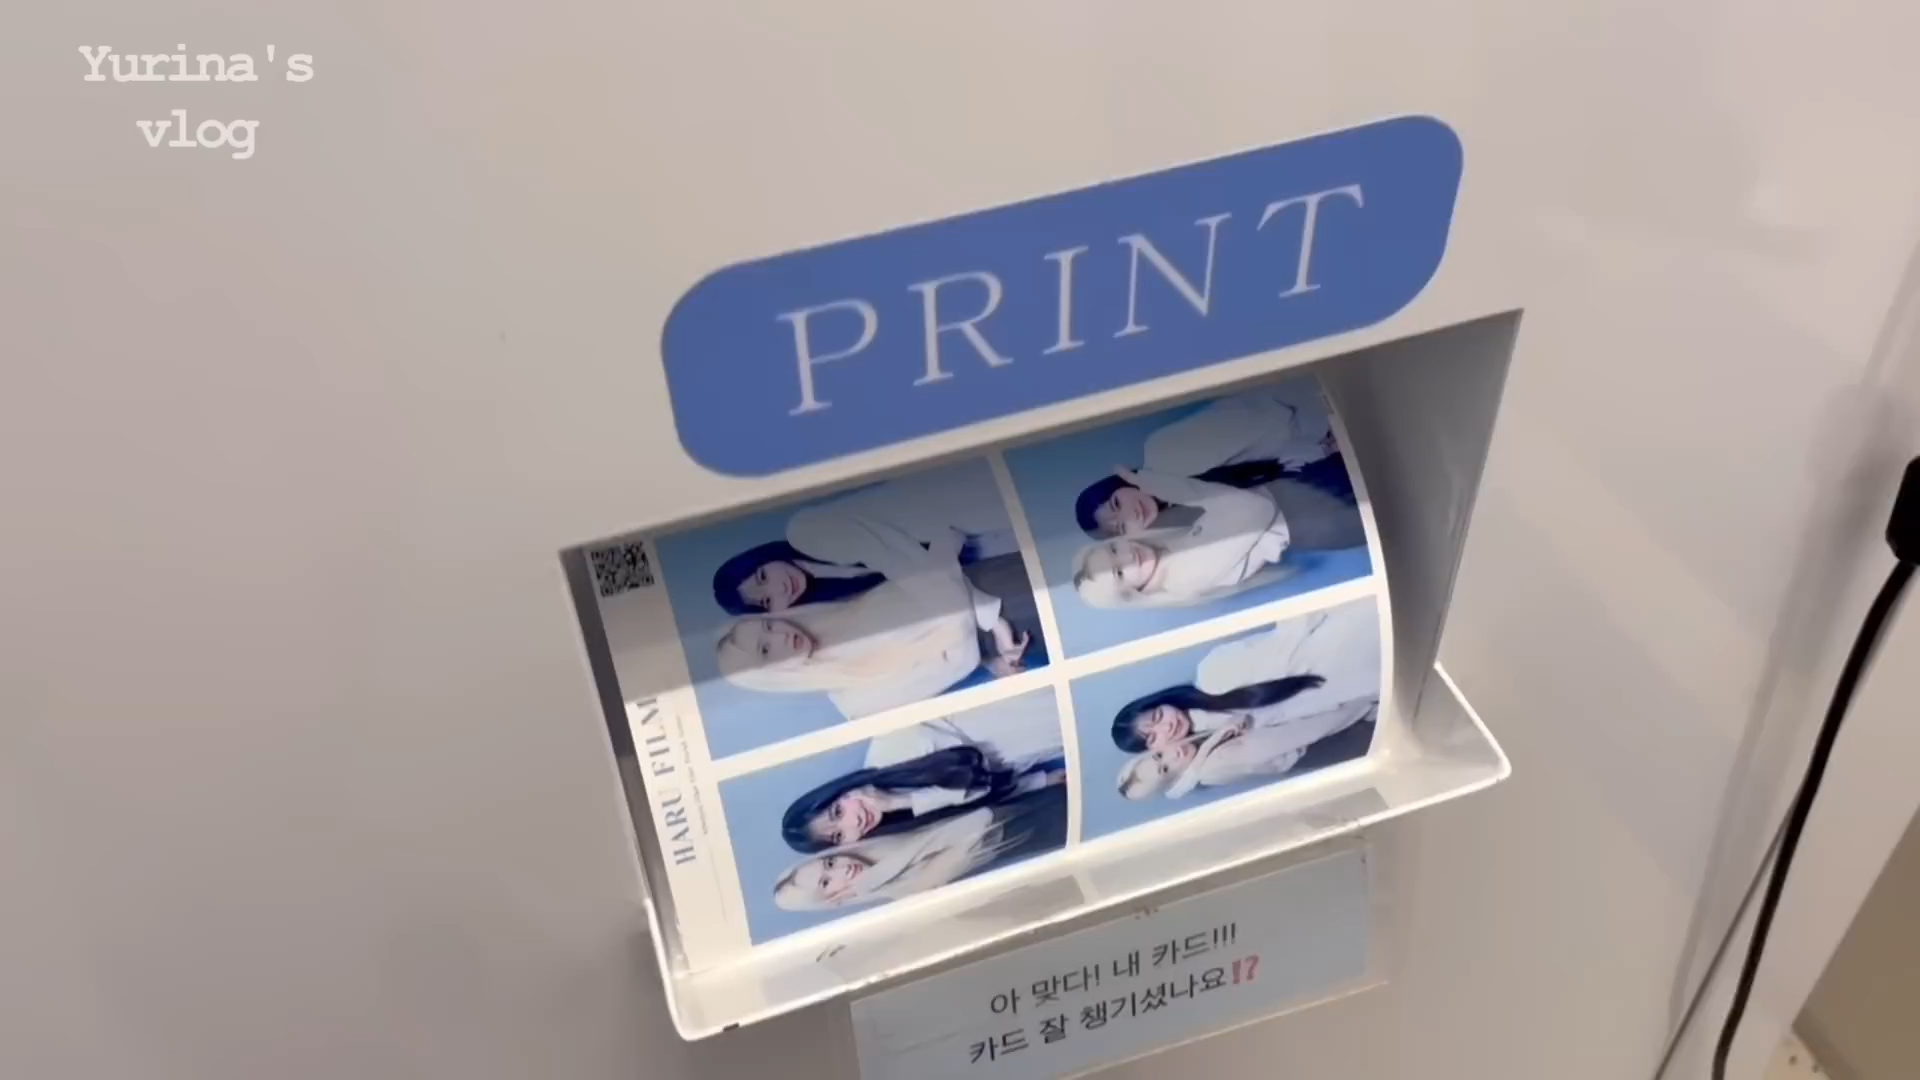 Yurina's
vlog
PRINT
HARU FILM
아 맞다! 내 카드!!!
카드 잘 챙기셨나요⁉